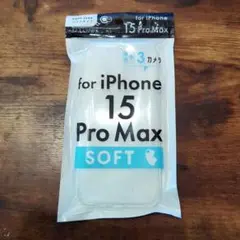 for iPhone
15 Pro Max
3カメラ
for iPhone
15
Pro Max
SOFT